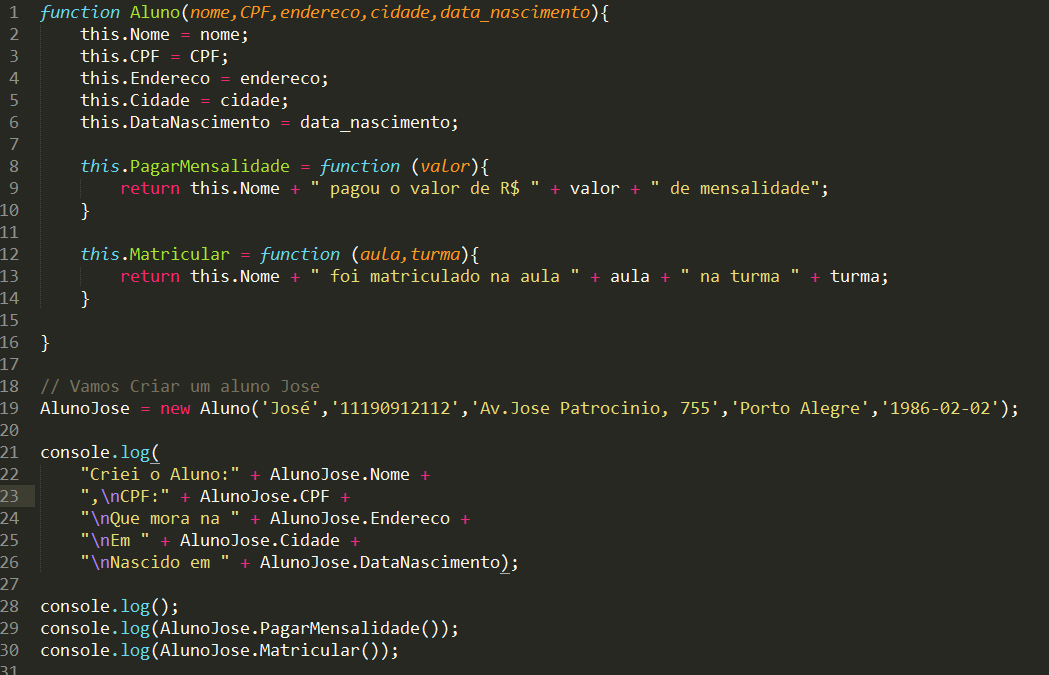 1 function Aluno(nome,CPF,endereco,cidade,data_nascimento){
2     this.Nome = nome;
3     this.CPF = CPF;
4     this.Endereco = endereco;
5     this.Cidade = cidade;
6     this.DataNascimento = data_nascimento;
7
8     this.PagarMensalidade = function (valor){
9         return this.Nome + " pagou o valor de R$ " + valor + " de mensalidade";
10     }
11
12     this.Matricular = function (aula,turma){
13         return this.Nome + " foi matriculado na aula " + aula + " na turma " + turma;
14     }
15
16 }
17
18 // Vamos Criar um aluno Jose
19 AlunoJose = new Aluno('José','11190912112','Av.Jose Patrocinio, 755','Porto Alegre','1986-02-02');
20
21 console.log(
22     "Criei o Aluno:" + AlunoJose.Nome +
23     ",\nCPF:" + AlunoJose.CPF +
24     "\nQue mora na " + AlunoJose.Endereco +
25     "\nEm " + AlunoJose.Cidade +
26     "\nNascido em " + AlunoJose.DataNascimento);
27
28 console.log();
29 console.log(AlunoJose.PagarMensalidade());
30 console.log(AlunoJose.Matricular());
31